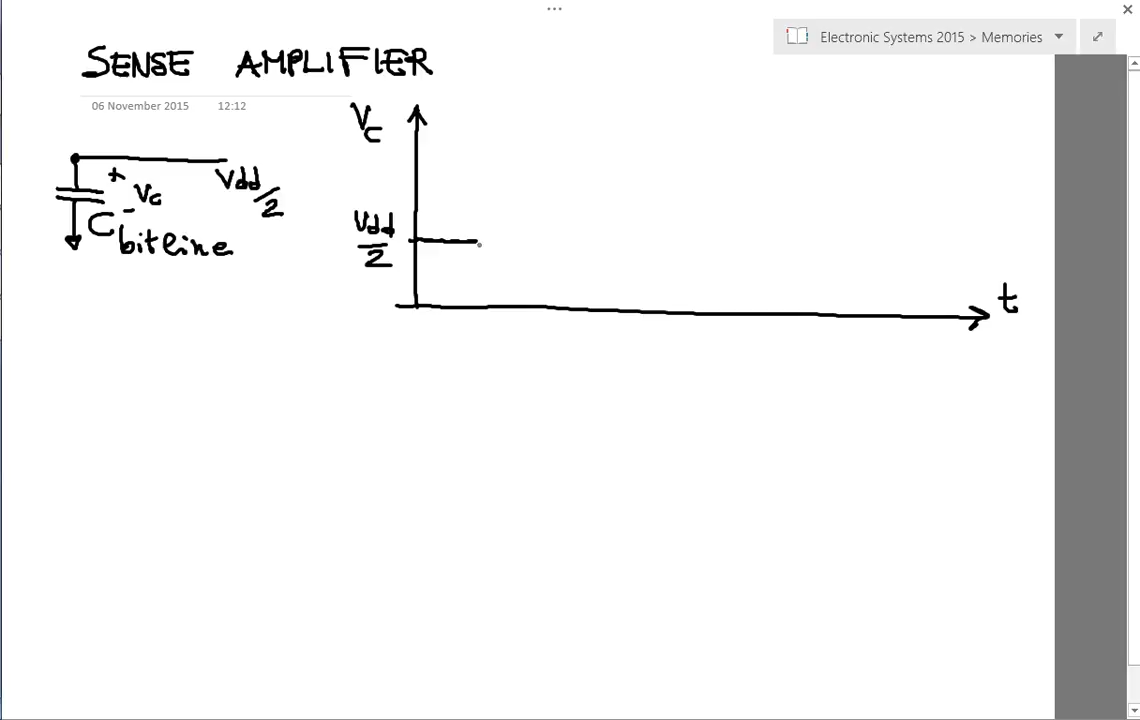 ...
Electronic Systems 2015 > Memories
SENSE AMPLIFIER
06 November 2015 12:12
Vc
+
Vc
-
Vdd/2
C bitline
Vdd
2
t